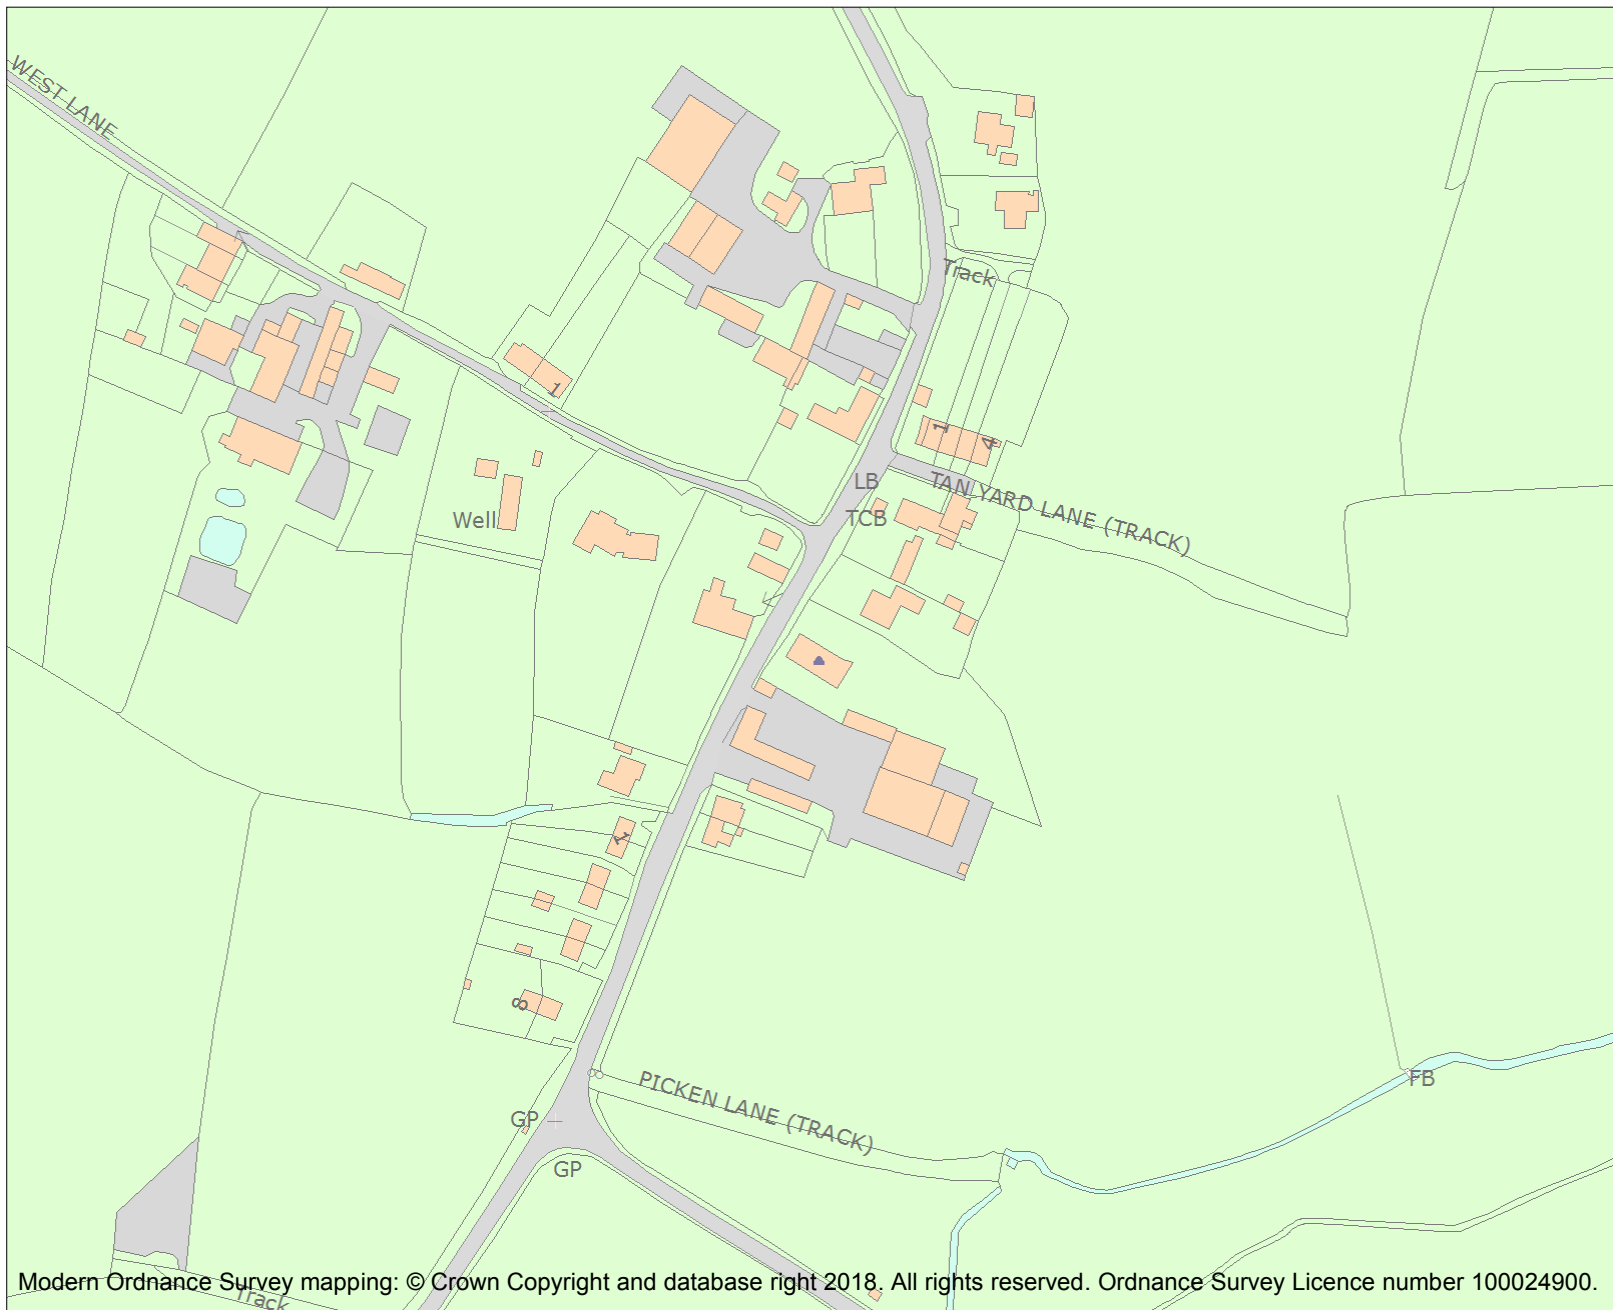 WEST LANE
Track
1
1
4
LB
TAN YARD LANE (TRACK)
TCB
Well
1
8
PICKEN LANE (TRACK)
FB
GP
GP
Modern Ordnance Survey mapping: © Crown Copyright and database right 2018. All rights reserved. Ordnance Survey Licence number 100024900.
Track